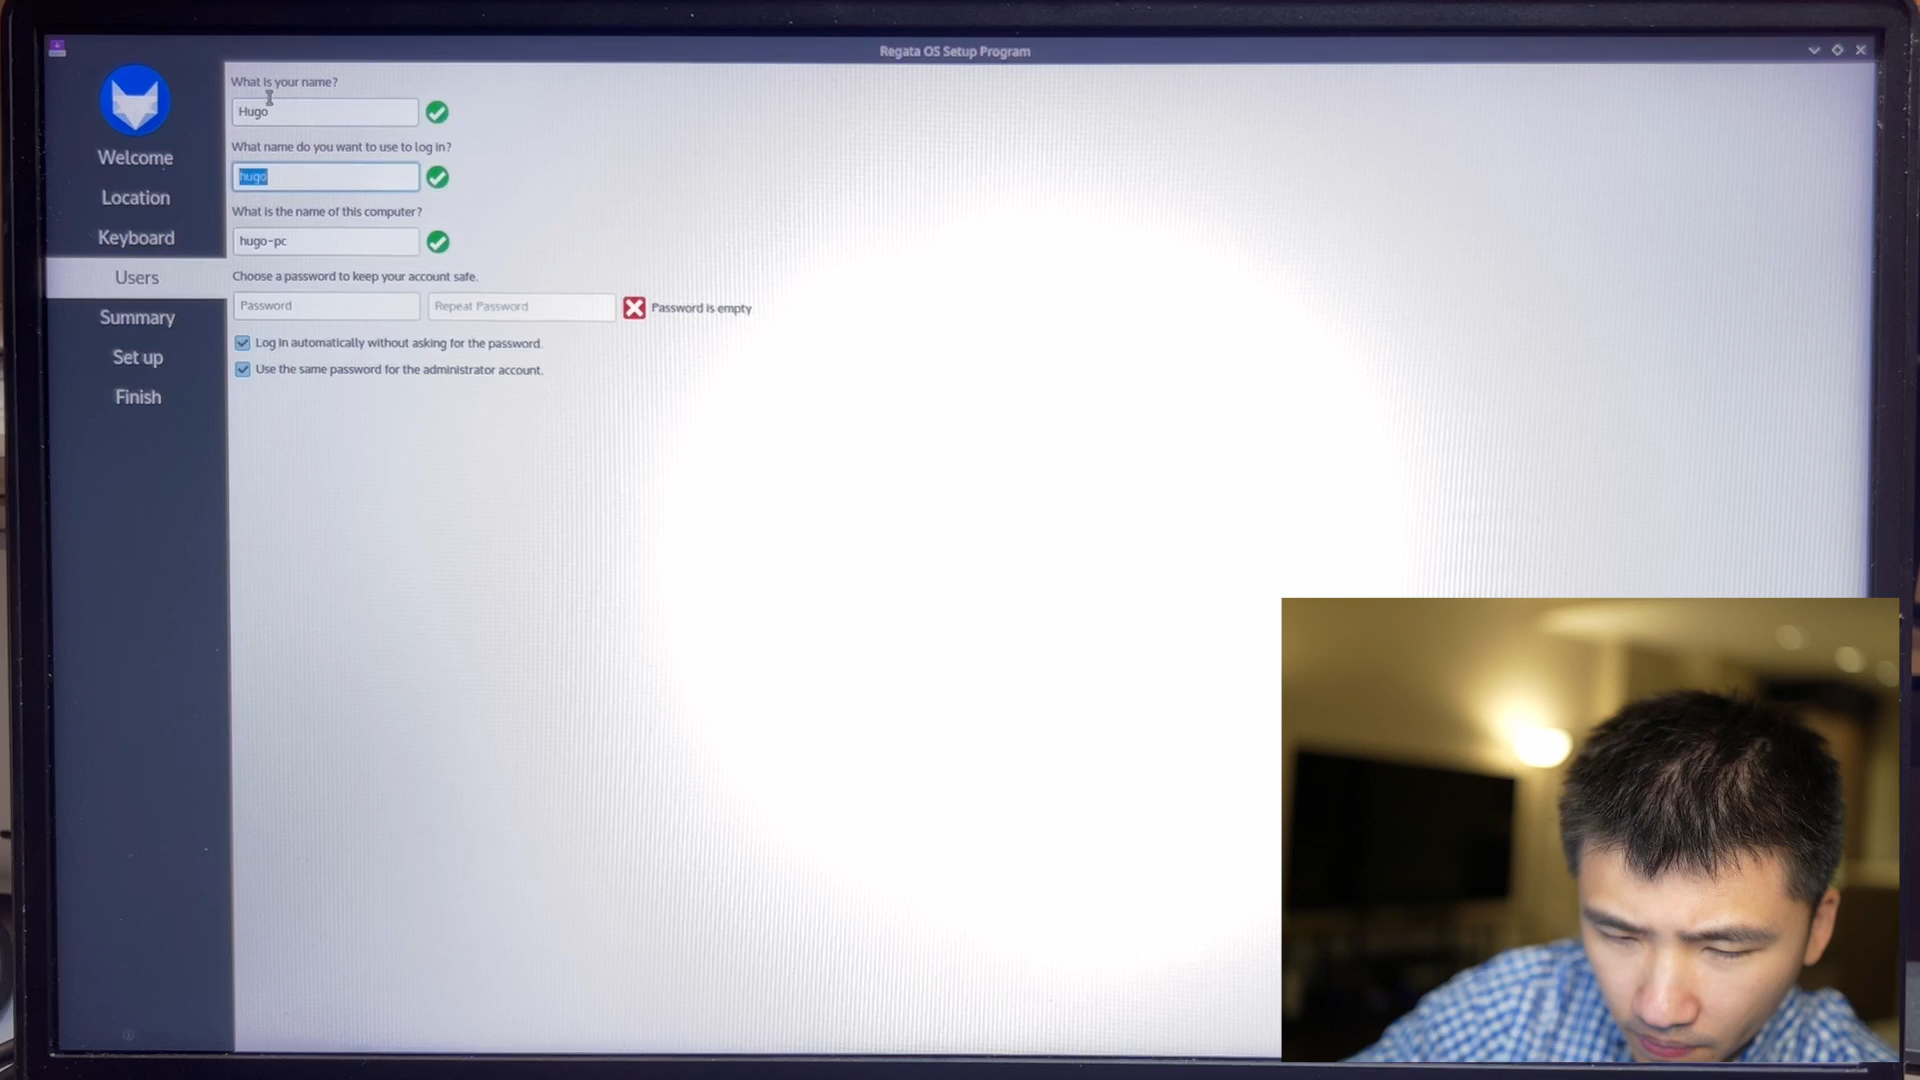 Regata OS Setup Program
Welcome
Location
Keyboard
Users
Summary
Set up
Finish
What is your name?
Hugo
What name do you want to use to log in?
hugo
What is the name of this computer?
hugo-pc
Choose a password to keep your account safe.
Password
Repeat Password
Password is empty
Log in automatically without asking for the password.
Use the same password for the administrator account.